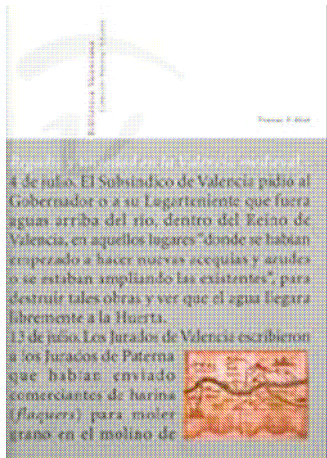 4 de julio. El Subsíndico de Valencia pidió al
Gobernador o a su Lugarteniente que fuera
aguas arriba del río, dentro del Reino de
Valencia, en aquellos lugares "donde se habían
empezado a hacer nuevas acequias y azudes
o se estaban ampliando las existentes", para
destruir tales obras y ver que el agua llegara
libremente a la Huerta.
13 de julio. Los Jurados de Valencia escribieron
a los Jurados de Paterna
que habían enviado
comerciantes de harina
(flaquers) para moler
grano en el molino de